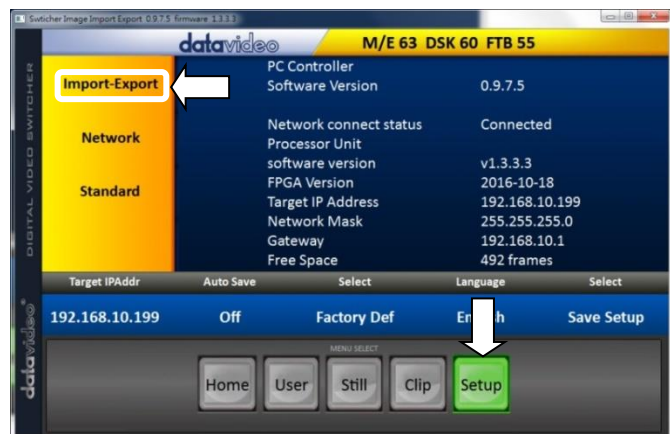 Swticher Image Import Export 0.9.7.5 firmware 1.3.3.3
datavideo M/E 63 DSK 60 FTB 55
DIGITAL VIDEO SWITCHER
Import-Export
Network
Standard
PC Controller
Software Version 0.9.7.5
Network connect status Connected
Processor Unit
software version v1.3.3.3
FPGA Version 2016-10-18
Target IP Address 192.168.10.199
Network Mask 255.255.255.0
Gateway 192.168.10.1
Free Space 492 frames
Target IPAddr Auto Save Select Language Select
192.168.10.199 Off Factory Def Save Setup
datavideo
MENU SELECT
Home User Still Clip Setup